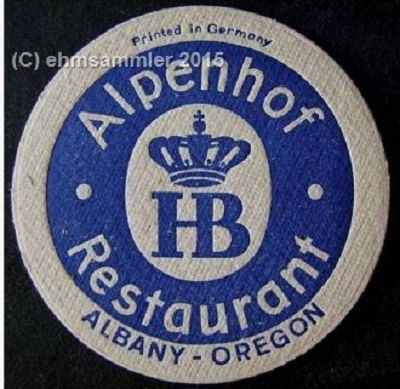 Printed in Germany
(C) ehmsammler 2015
Alpenhof
HB
Restaurant
ALBANY - OREGON